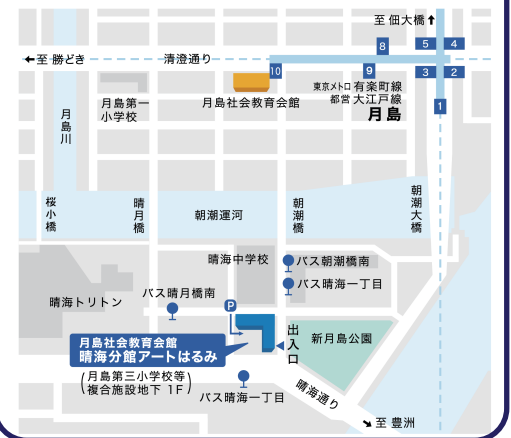 至 佃大橋
至 勝どき
清澄通り
8
5
4
10
9
3
2
1
東京メトロ 有楽町線
都営 大江戸線
月島
月島第一
小学校
月島社会教育会館
月島川
桜小橋
晴月橋
朝潮運河
朝潮橋
朝潮大橋
晴海中学校
バス朝潮橋南
バス晴海一丁目
晴海トリトン
バス晴月橋南
P
月島社会教育会館
晴海分館アートはるみ
出入口
新月島公園
(月島第三小学校等
複合施設地下 1F)
バス晴海一丁目
晴海通り
至 豊洲